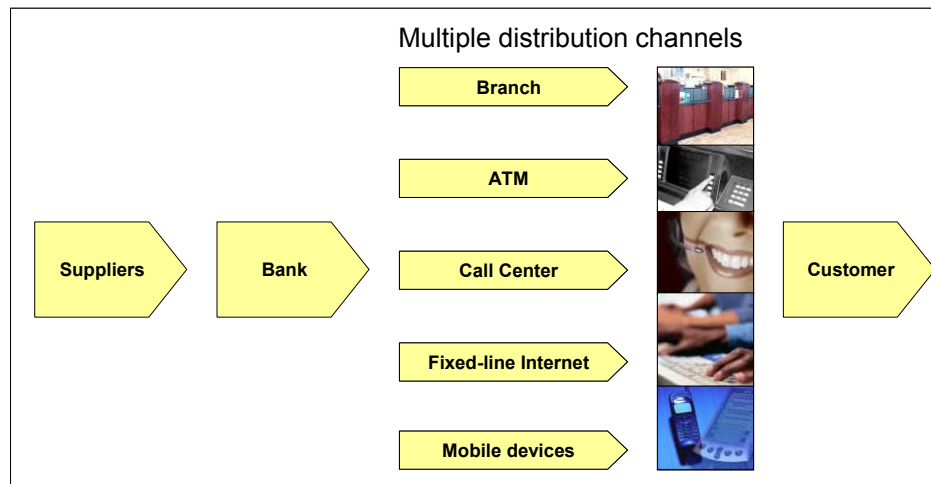 Multiple distribution channels
Branch
ATM
Suppliers
Bank
Call Center
Customer
Fixed-line Internet
Mobile devices